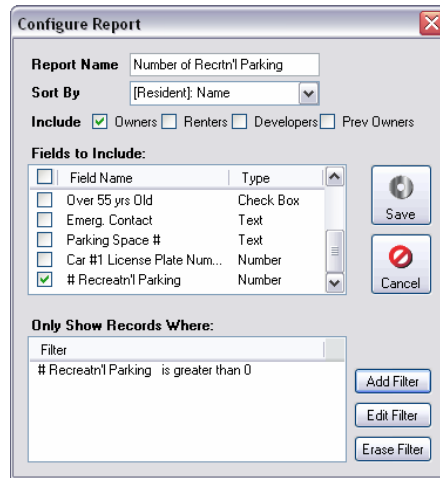 Configure Report
Report Name Number of Recrtn'l Parking
Sort By [Resident]: Name
Include Owners Renters Developers Prev Owners
Fields to Include:
Field Name Type
Over 55 yrs Old Check Box
Emerg. Contact Text
Parking Space # Text
Car #1 License Plate Num... Number
# Recreatn'l Parking Number
Save
Cancel
Only Show Records Where:
Filter
# Recreatn'l Parking is greater than 0
Add Filter
Edit Filter
Erase Filter